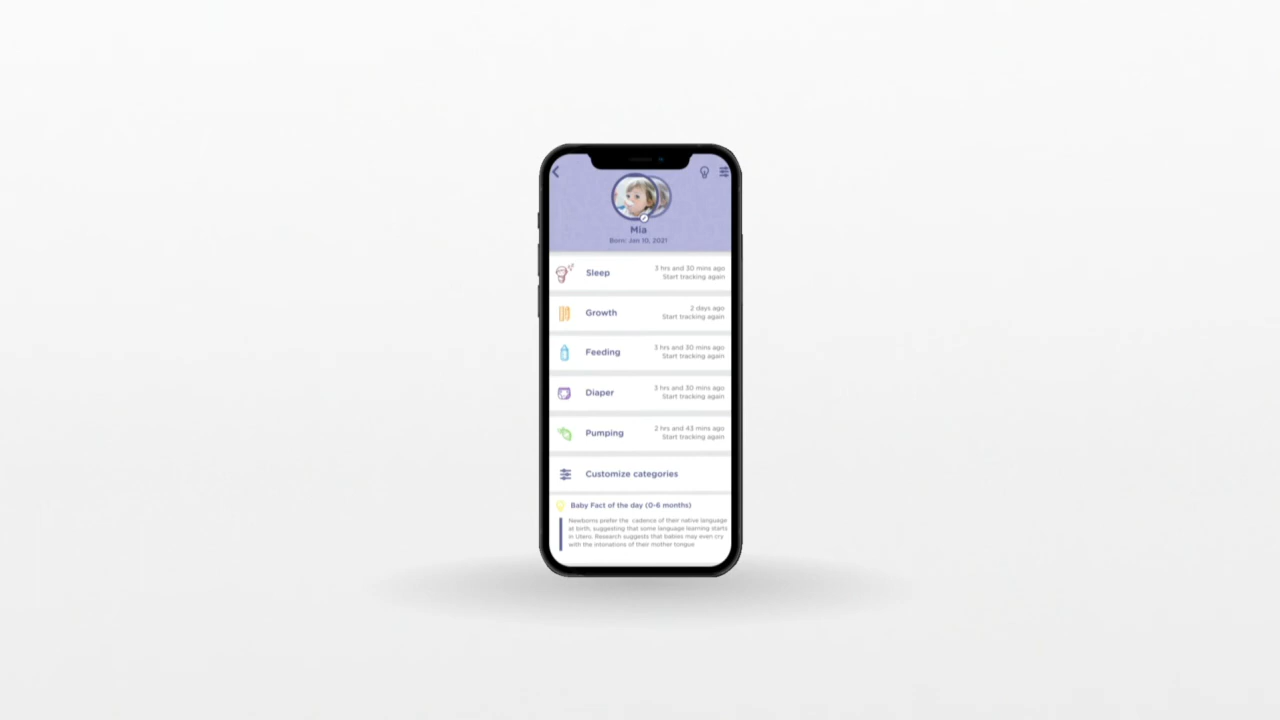 Mia
Born: Jan 10, 2021
Sleep
3 hrs and 30 mins ago
Start tracking again
Growth
2 days ago
Start tracking again
Feeding
3 hrs and 30 mins ago
Start tracking again
Diaper
3 hrs and 30 mins ago
Start tracking again
Pumping
2 hrs and 43 mins ago
Start tracking again
Customize categories
Baby Fact of the day (0-6 months)
Newborns prefer the cadence of their native language
at birth, suggesting that some language learning starts
in Utero. Research suggests that babies may even cry
with the intonations of their mother tongue